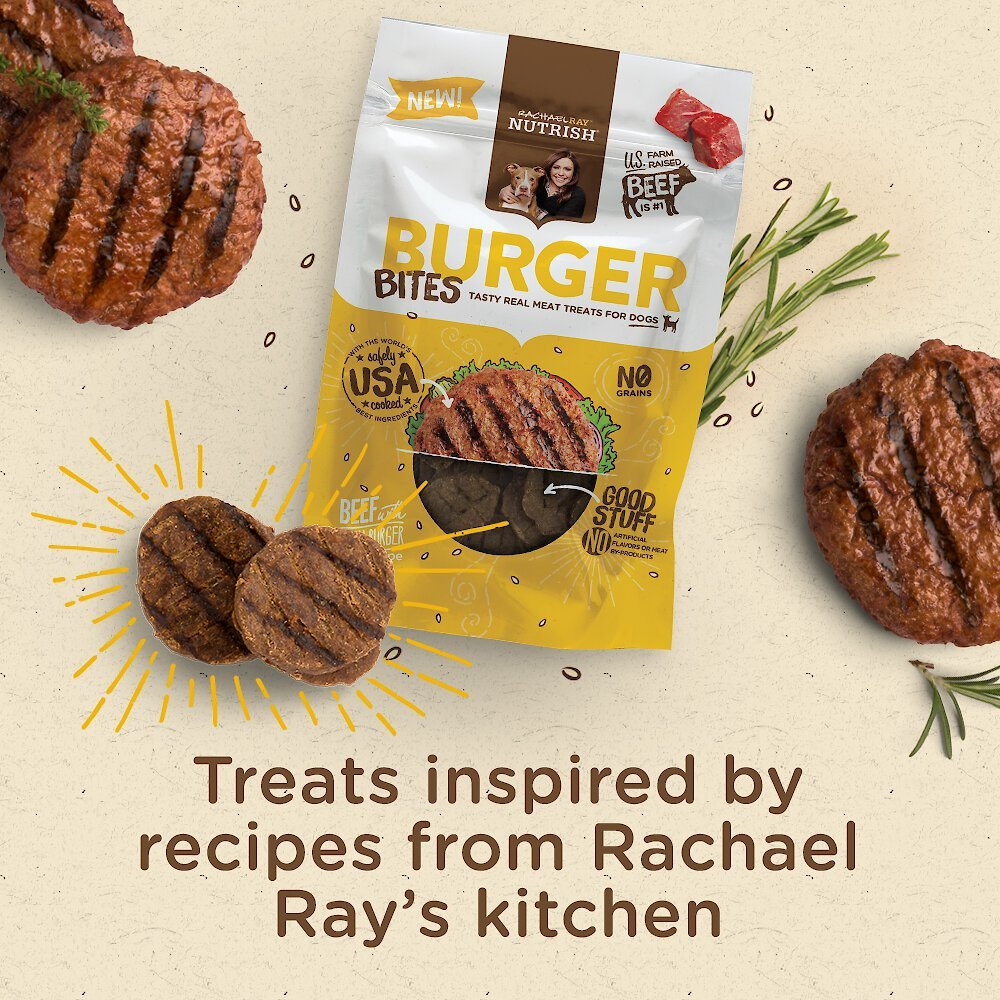 NEW!
RACHAELRAY
NUTRISH
U.S. FARM
RAISED
BEEF
IS #1
BURGER
BITES
TASTY REAL MEAT TREATS FOR DOGS
WITH THE WORLD'S
safely
USA
cooked
BEST INGREDIENTS
NO
GRAINS
BEEF with
BURGER
GOOD
STUFF
NO
ARTIFICIAL
FLAVORS OR MEAT
BY-PRODUCTS
Treats inspired by
recipes from Rachael
Ray's kitchen